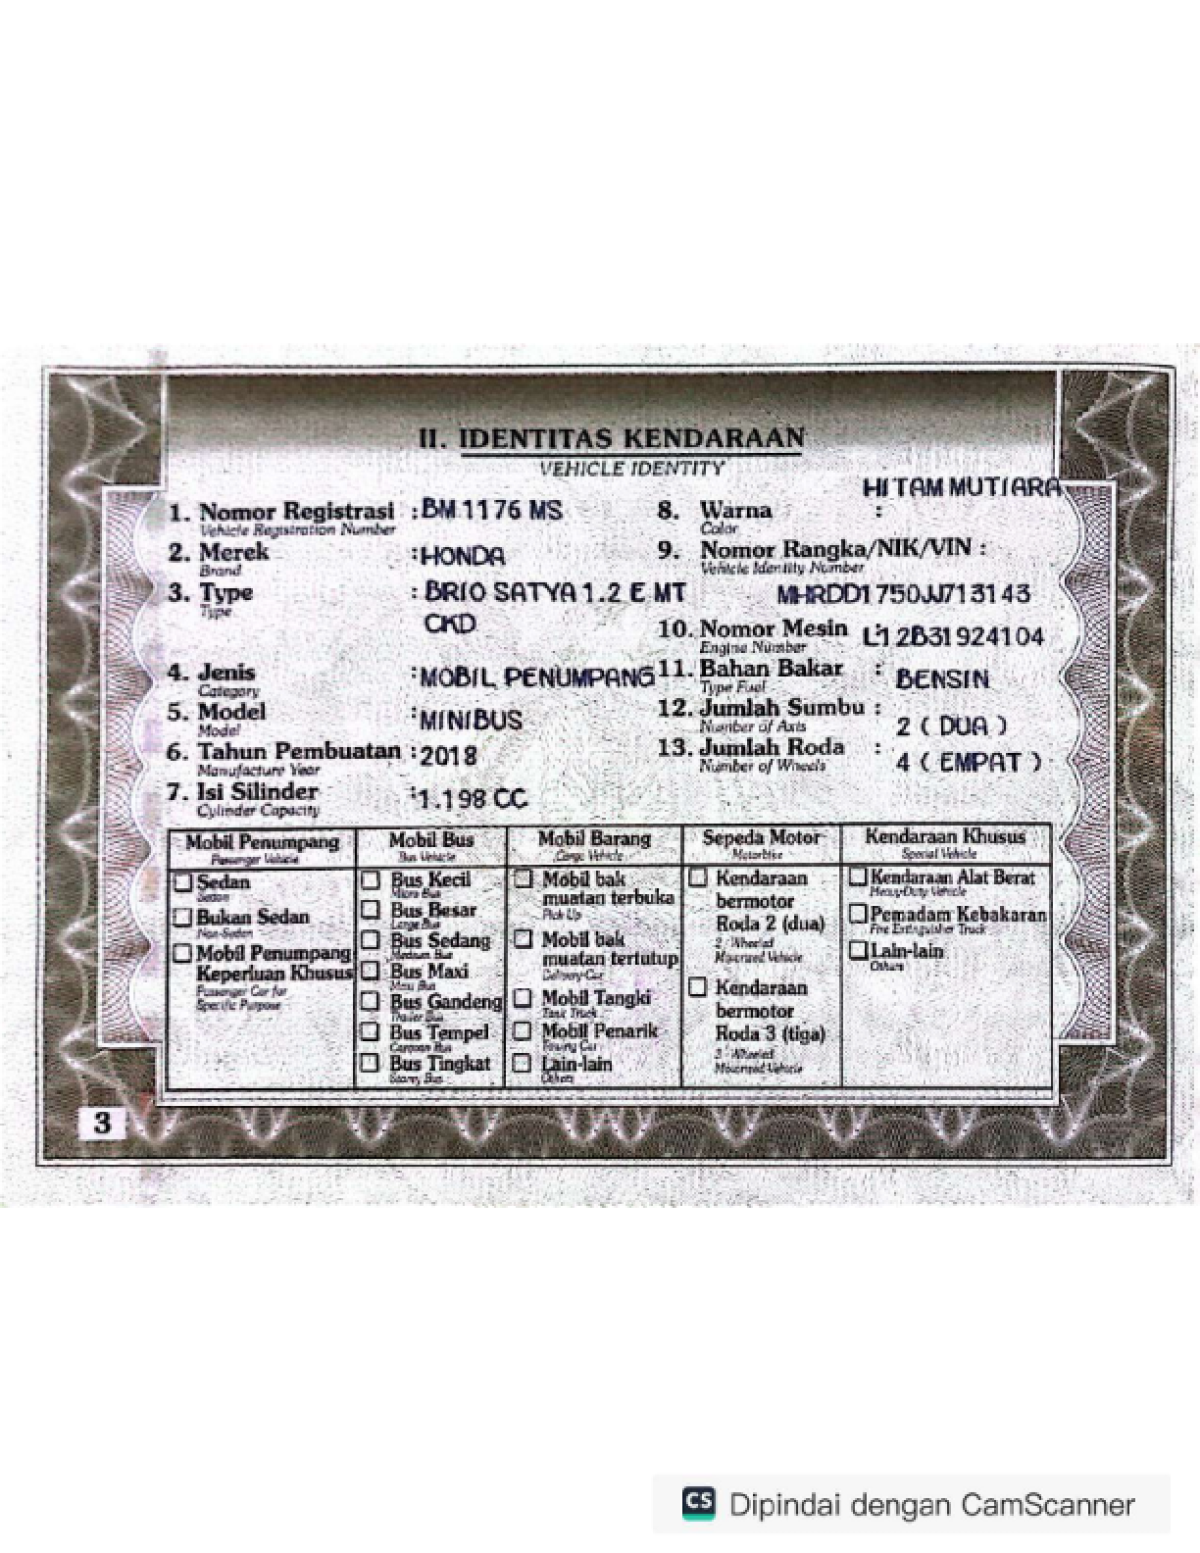 II. IDENTITAS KENDARAAN
VEHICLE IDENTITY
1. Nomor Registrasi : BM 1176 MS
Vehicle Registration Number
2. Merek : HONDA
Brand
3. Type : BRIO SATYA 1.2 E MT
Type
CKD
4. Jenis : MOBIL PENUMPANG
Category
5. Model : MINIBUS
Model
6. Tahun Pembuatan : 2018
Manufacture Year
7. Isi Silinder : 1.198 CC
Cylinder Capacity
HITAM MUTIARA
8. Warna :
Color
9. Nomor Rangka/NIK/VIN :
Vehicle Identity Number
MHRDD1750JJ713143
10. Nomor Mesin : L12B31924104
Engine Number
11. Bahan Bakar : BENSIN
Type Fuel
12. Jumlah Sumbu : 2 ( DUA )
Number of Axis
13. Jumlah Roda : 4 ( EMPAT )
Number of Wheels
Mobil Penumpang
Passenger Vehicle
Sedan
Sedan
Bukan Sedan
Non-Sedan
Mobil Penumpang
Keperluan Khusus
Passenger Car for
Specific Purpose
Mobil Bus
Bus Vehicle
Bus Kecil
Micro Bus
Bus Besar
Large Bus
Bus Sedang
Medium Bus
Bus Maxi
Maxi Bus
Bus Gandeng
Trailer Bus
Bus Tempel
Bus
Bus Tingkat
Bus
Mobil Barang
Cargo Vehicle
Mobil bak
muatan terbuka
Pick Up
Mobil bak
muatan tertutup
Delivery Car
Mobil Tangki
Tank Truck
Mobil Penarik
Towing Car
Lain-lain
Others
Sepeda Motor
Motorbike
Kendaraan
bermotor
Roda 2 (dua)
2 - Wheeled
Motorized Vehicle
Kendaraan
bermotor
Roda 3 (tiga)
3 - Wheeled
Motorized Vehicle
Kendaraan Khusus
Special Vehicle
Kendaraan Alat Berat
Heavy-Duty Vehicle
Pemadam Kebakaran
Fire Extinguisher Truck
Lain-lain
Others
3
CS Dipindai dengan CamScanner